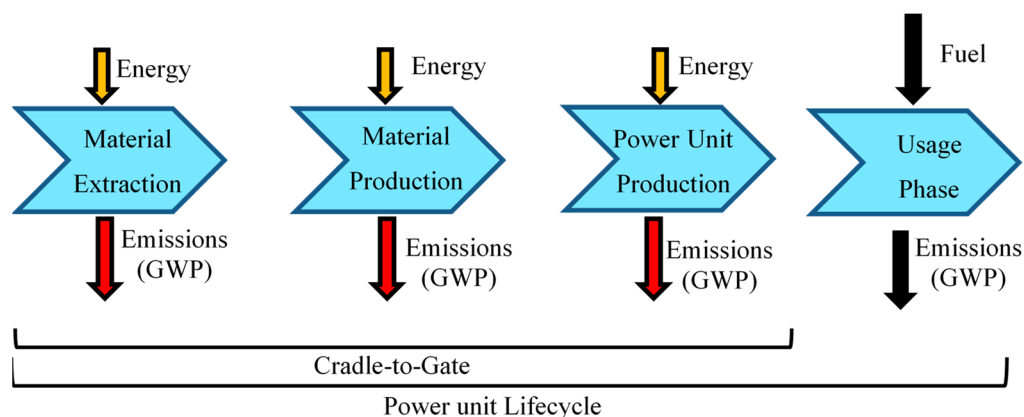 Energy
Energy
Energy
Fuel
Material
Extraction
Material
Production
Power Unit
Production
Usage
Phase
Emissions
(GWP)
Emissions
(GWP)
Emissions
(GWP)
Emissions
(GWP)
Cradle-to-Gate
Power unit Lifecycle